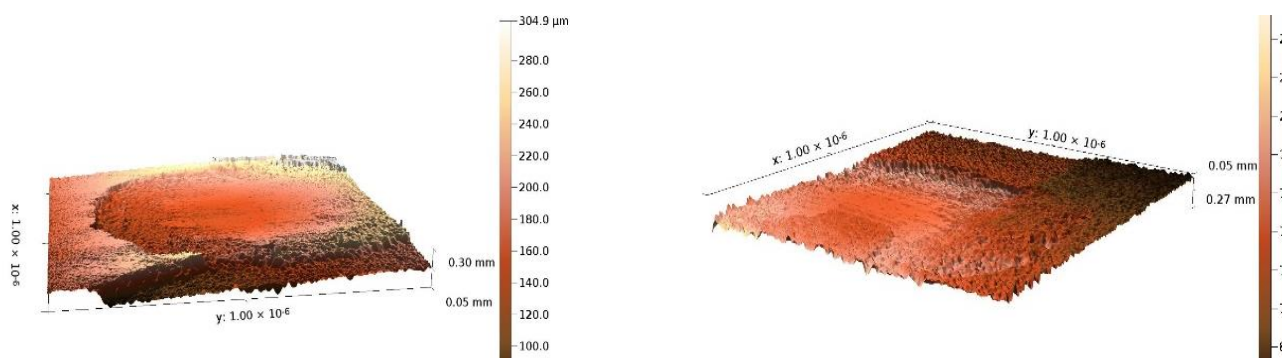 304.9 µm
280.0
260.0
240.0
220.0
200.0
180.0
160.0
140.0
120.0
100.0
x: 1.00 × 10-6
y: 1.00 × 10-6
0.30 mm
0.05 mm
x: 1.00 × 10-6
y: 1.00 × 10-6
0.05 mm
0.27 mm